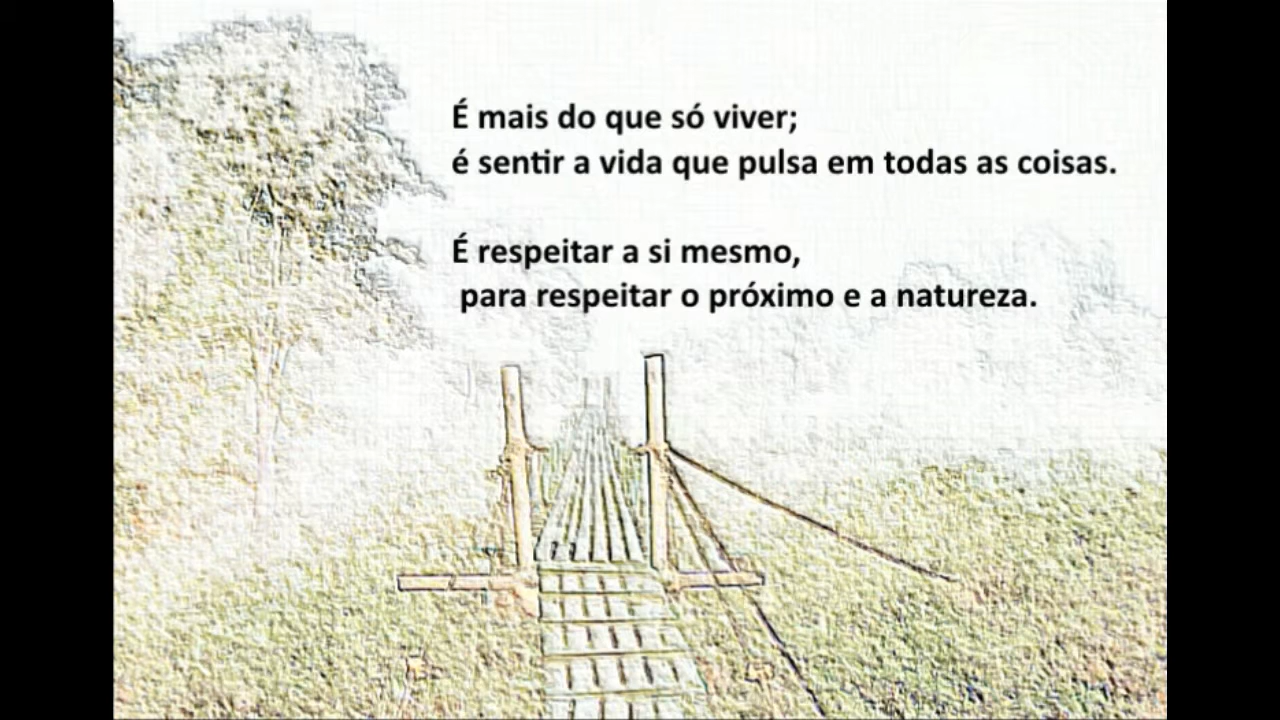 É mais do que só viver;
é sentir a vida que pulsa em todas as coisas.
É respeitar a si mesmo,
para respeitar o próximo e a natureza.